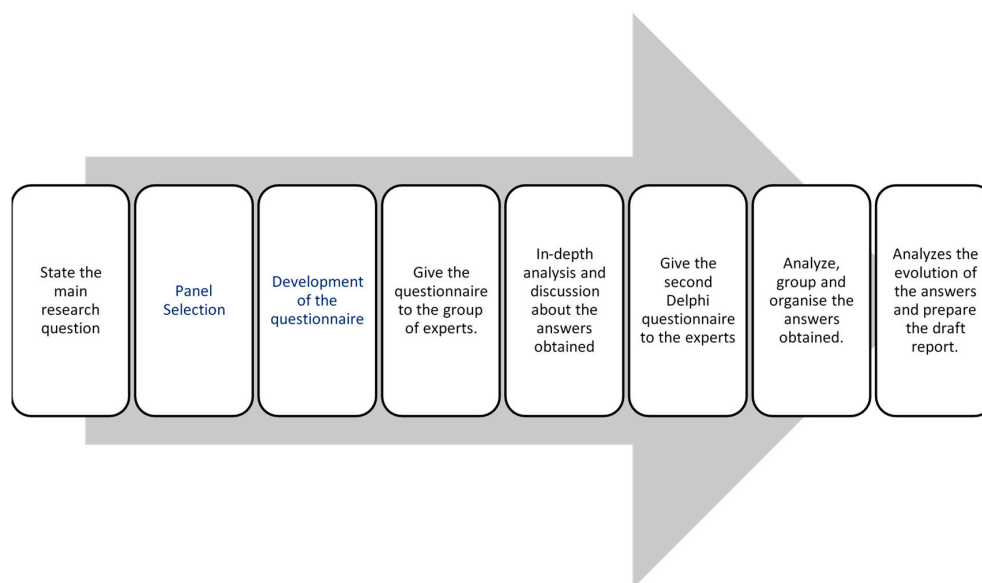 State the
main
research
question
Panel
Selection
Development
of the
questionnaire
Give the
questionnaire
to the group
of experts.
In-depth
analysis and
discussion
about the
answers
obtained
Give the
second
Delphi
questionnaire
to the experts
Analyze,
group and
organise the
answers
obtained.
Analyzes the
evolution of
the answers
and prepare
the draft
report.